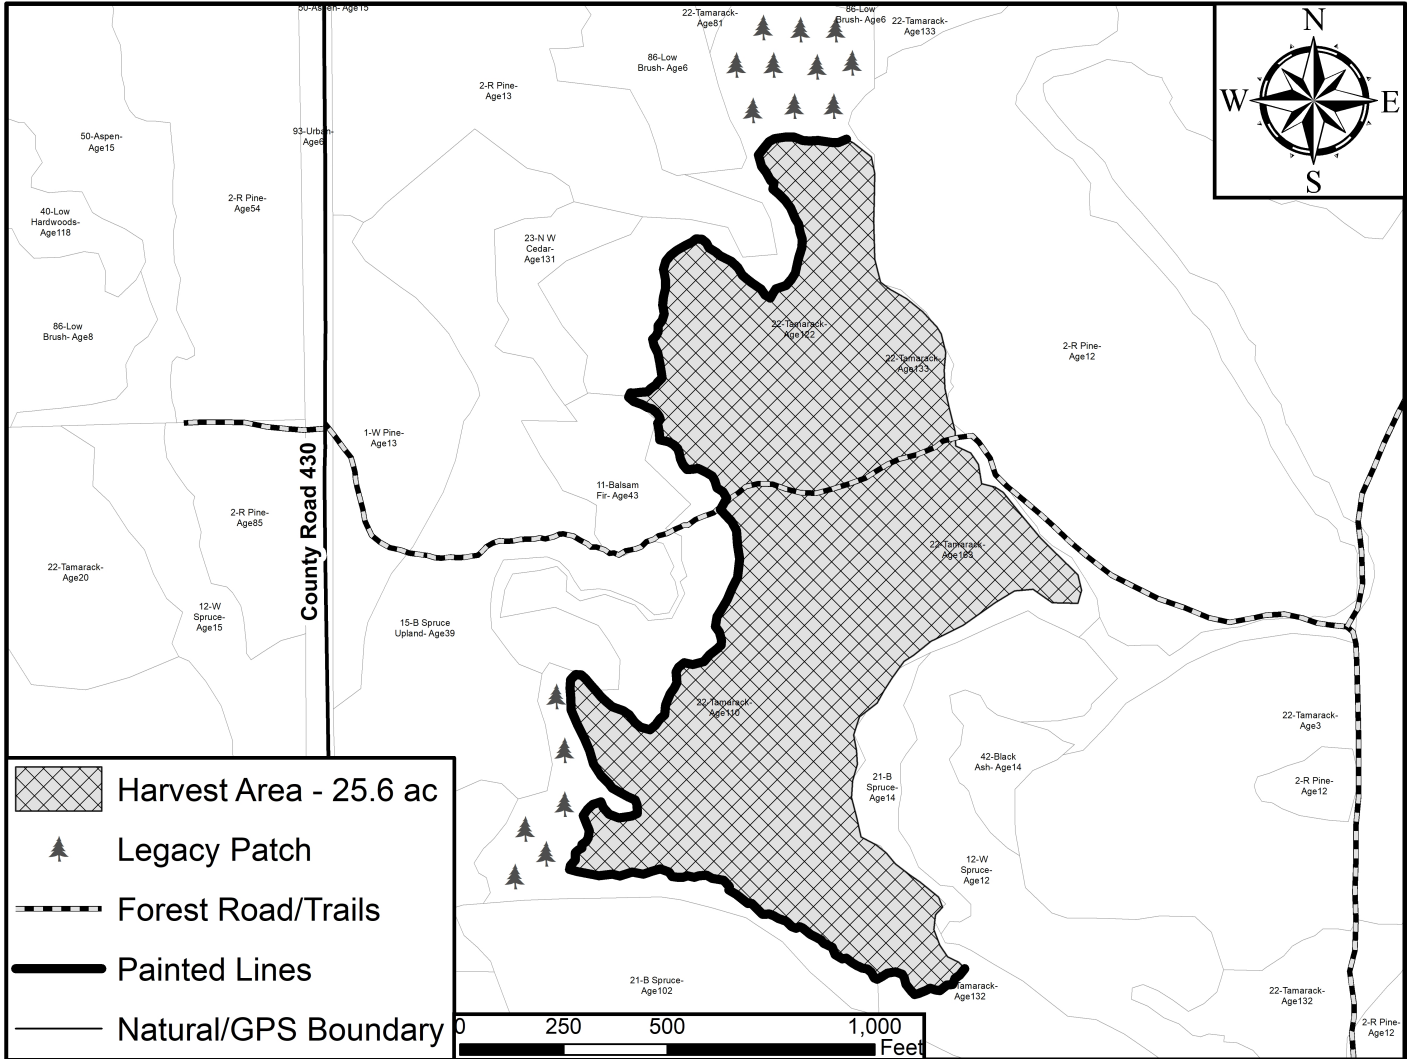 50-Aspen- Age15
22-Tamarack-
Age81
86-Low
Brush- Age6
22-Tamarack-
Age133
N
W
E
S
86-Low
Brush- Age6
2-R Pine-
Age13
50-Aspen-
Age15
93-Urban-
2-R Pine-
Age54
40-Low
Hardwoods-
Age118
23-N W
Cedar-
Age131
86-Low
Brush- Age8
22-Tamarack-
Age122
22-Tamarack-
Age133
2-R Pine-
Age12
1-W Pine-
Age13
County Road 430
11-Balsam
Fir- Age43
2-R Pine-
Age85
22-Tamarack-
Age163
22-Tamarack-
Age20
12-W
Spruce-
Age15
15-B Spruce
Upland- Age39
22-Tamarack-
Age110
22-Tamarack-
Age3
42-Black
Ash- Age14
21-B
Spruce-
Age14
2-R Pine-
Age12
12-W
Spruce-
Age12
21-B Spruce-
Age102
Tamarack-
Age132
22-Tamarack-
Age132
2-R Pine-
Age12
Harvest Area - 25.6 ac
Legacy Patch
Forest Road/Trails
Painted Lines
Natural/GPS Boundary
0 250 500 1,000
Feet